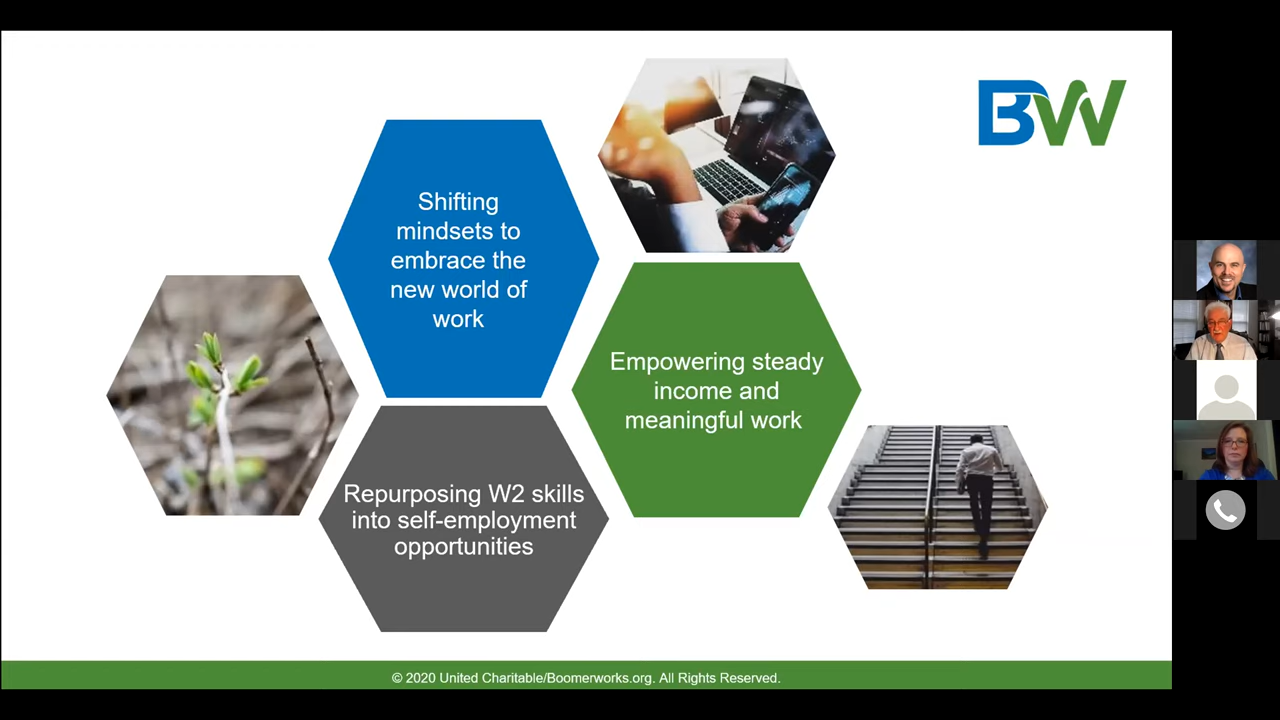 BW
Shifting
mindsets to
embrace the
new world of
work
Empowering steady
income and
meaningful work
Repurposing W2 skills
into self-employment
opportunities
© 2020 United Charitable/Boomerworks.org. All Rights Reserved.